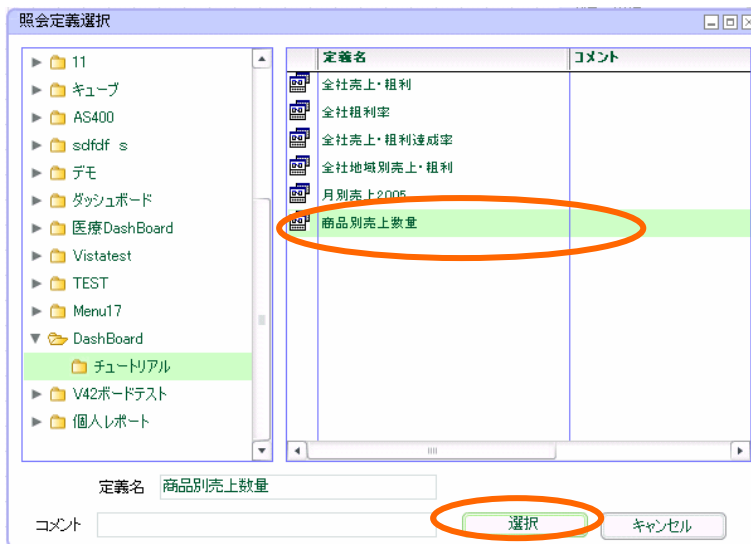 照会定義選択
11
キューブ
AS400
sdfdf s
デモ
ダッシュボード
医療DashBoard
Vistatest
TEST
Menu17
DashBoard
チュートリアル
V42ボードテスト
個人レポート
定義名 コメント
全社売上・粗利
全社粗利率
全社売上・粗利達成率
全社地域別売上・粗利
月別売上2005
商品別売上数量
定義名 商品別売上数量
コメント 選択 キャンセル